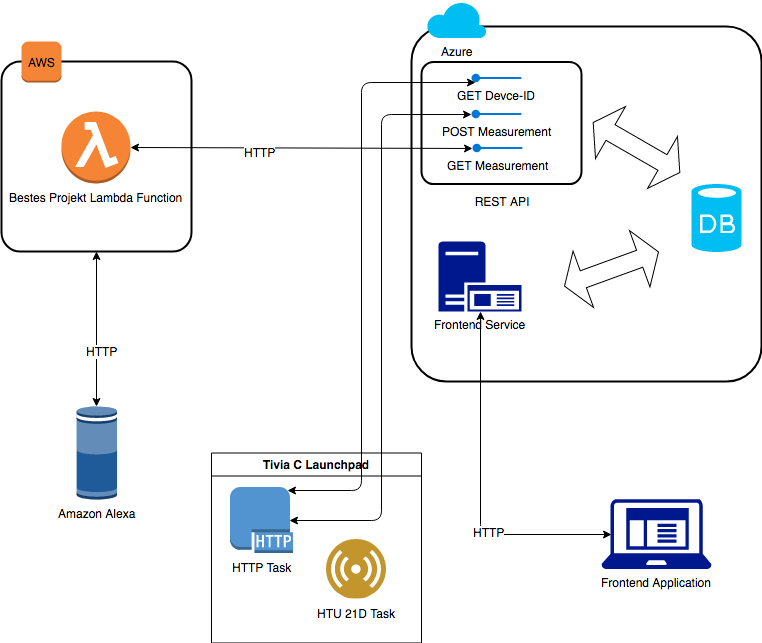 AWS
Azure
GET Devce-ID
POST Measurement
GET Measurement
REST API
Bestes Projekt Lambda Function
HTTP
DB
Frontend Service
HTTP
Amazon Alexa
Tivia C Launchpad
HTTP
HTTP Task
HTU 21D Task
HTTP
Frontend Application